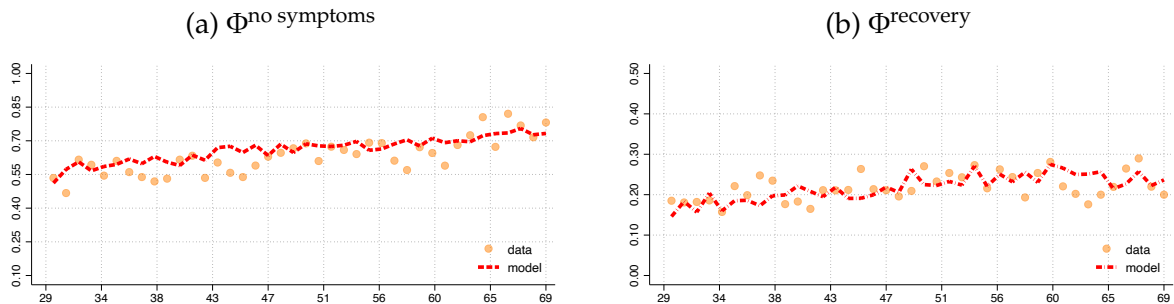 (a) Φ^no symptoms
1.00
0.85
0.70
0.55
0.40
0.25
0.10
data
model
29 34 38 43 47 51 56 60 65 69
(b) Φ^recovery
0.50
0.40
0.30
0.20
0.10
0.00
data
model
29 34 38 43 47 51 56 60 65 69